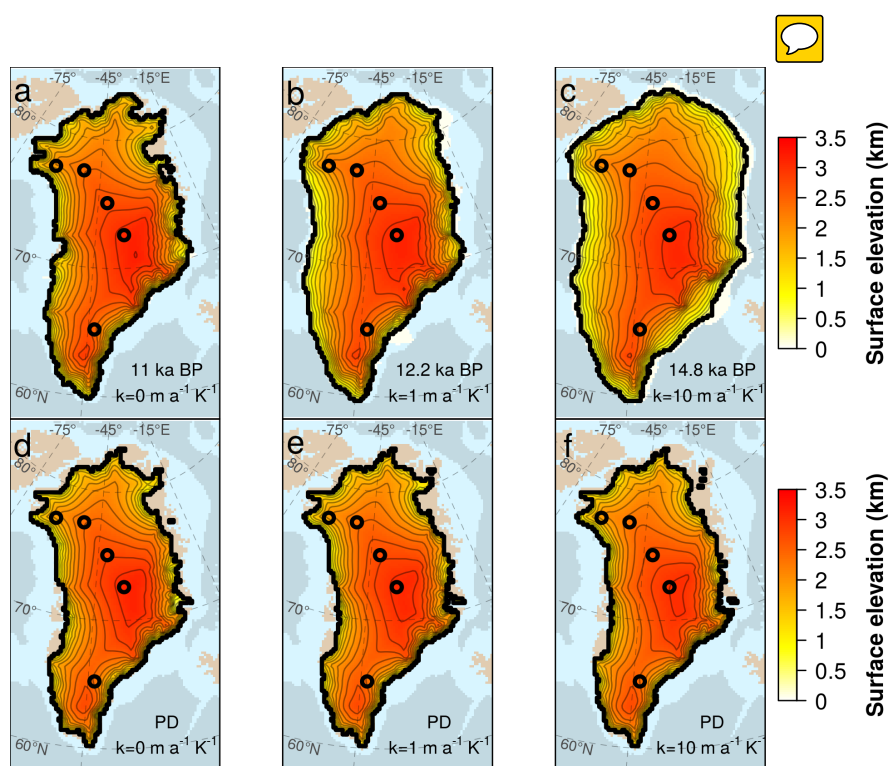 -75° -45° -15°E
a
80°
70°
11 ka BP
k=0 m a⁻¹ K⁻¹
60°N
-75° -45° -15°E
b
80°
70°
12.2 ka BP
k=1 m a⁻¹ K⁻¹
60°N
-75° -45° -15°E
c
80°
70°
14.8 ka BP
k=10 m a⁻¹ K⁻¹
60°N
3.5
3
2.5
2
1.5
1
0.5
0
Surface elevation (km)
-75° -45° -15°E
d
80°
70°
PD
k=0 m a⁻¹ K⁻¹
60°N
-75° -45° -15°E
e
80°
70°
PD
k=1 m a⁻¹ K⁻¹
60°N
-75° -45° -15°E
f
80°
70°
PD
k=10 m a⁻¹ K⁻¹
60°N
3.5
3
2.5
2
1.5
1
0.5
0
Surface elevation (km)